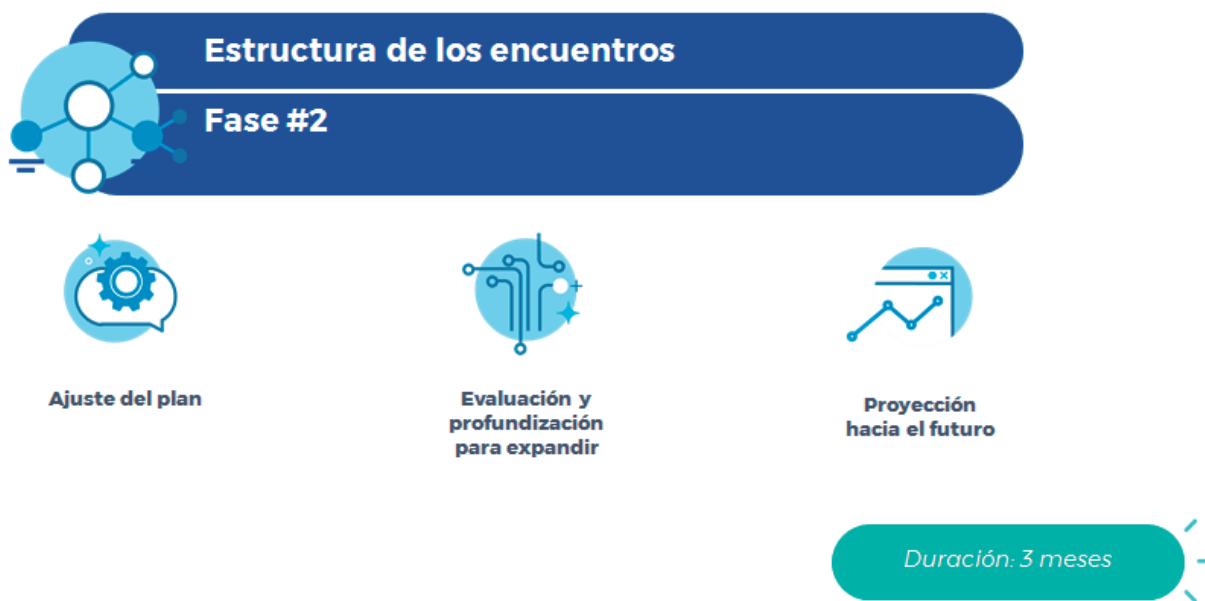 Estructura de los encuentros
Fase #2
Ajuste del plan
Evaluación y
profundización
para expandir
Proyección
hacia el futuro
Duración: 3 meses